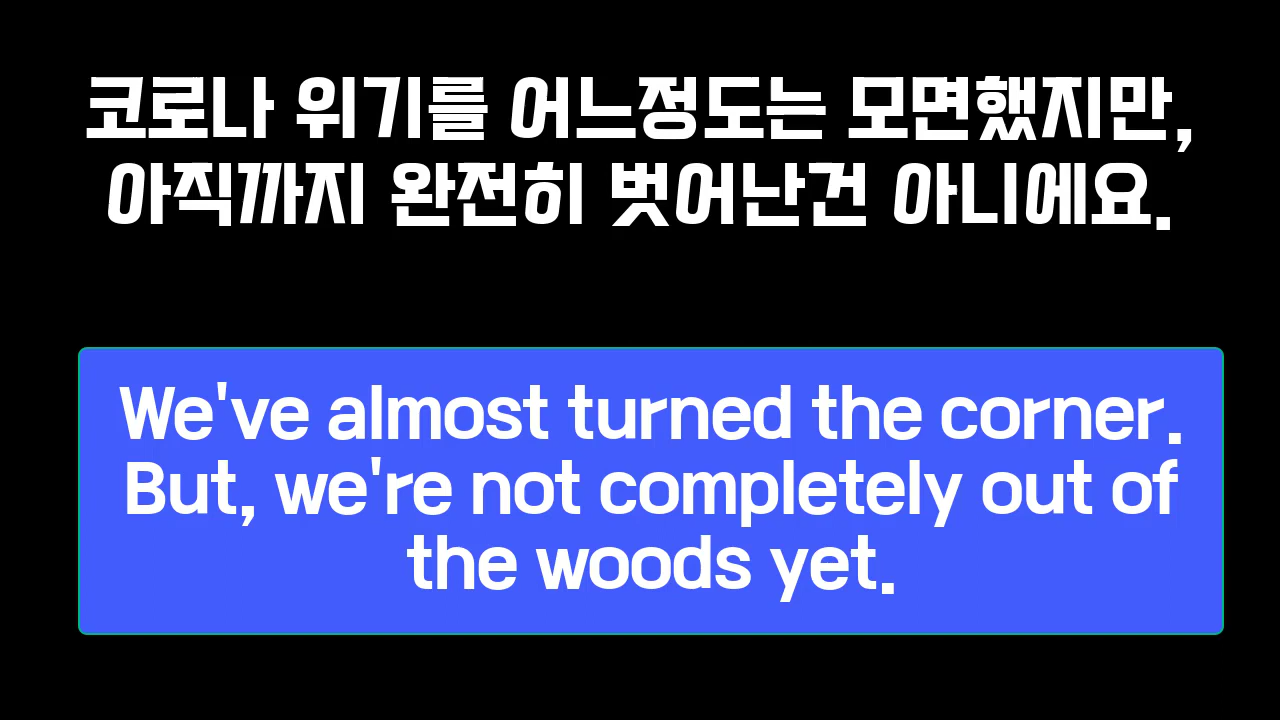 코로나 위기를 어느정도는 모면했지만,
아직까지 완전히 벗어난건 아니에요.
We've almost turned the corner.
But, we're not completely out of
the woods yet.